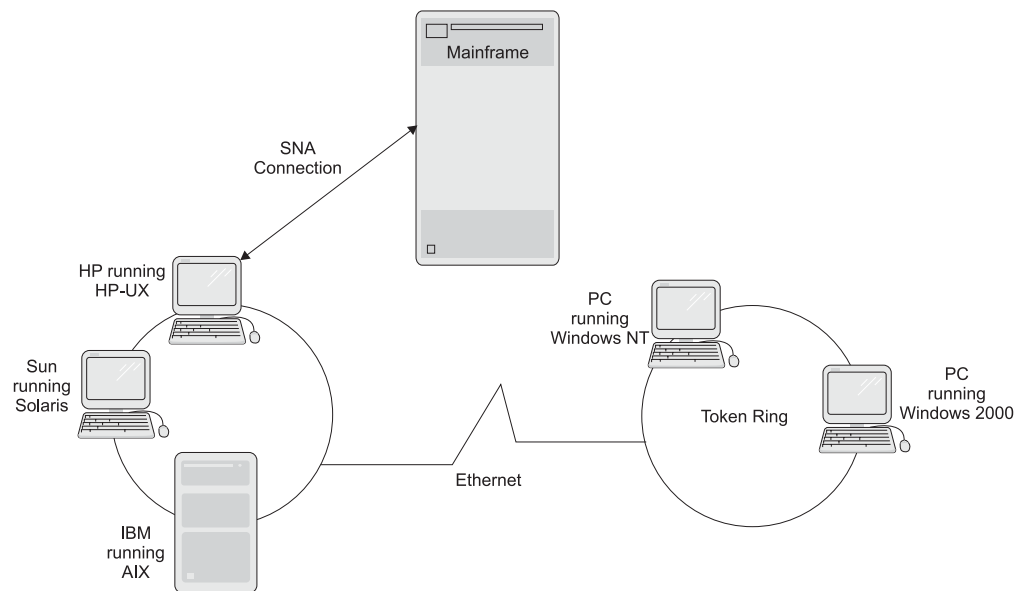 Mainframe
SNA
Connection
HP running
HP-UX
Sun
running
Solaris
IBM
running
AIX
Ethernet
PC
running
Windows NT
Token Ring
PC
running
Windows 2000